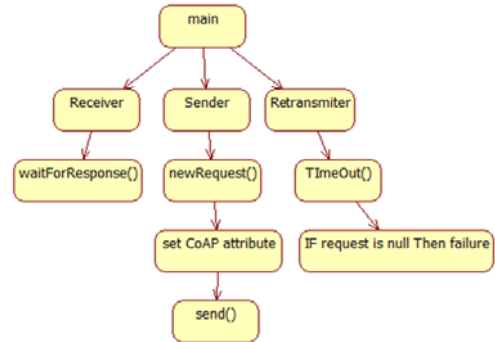 main
Receiver
Sender
Retransmiter
waitForResponse()
newRequest()
TImeOut()
set CoAP attribute
IF request is null Then failure
send()